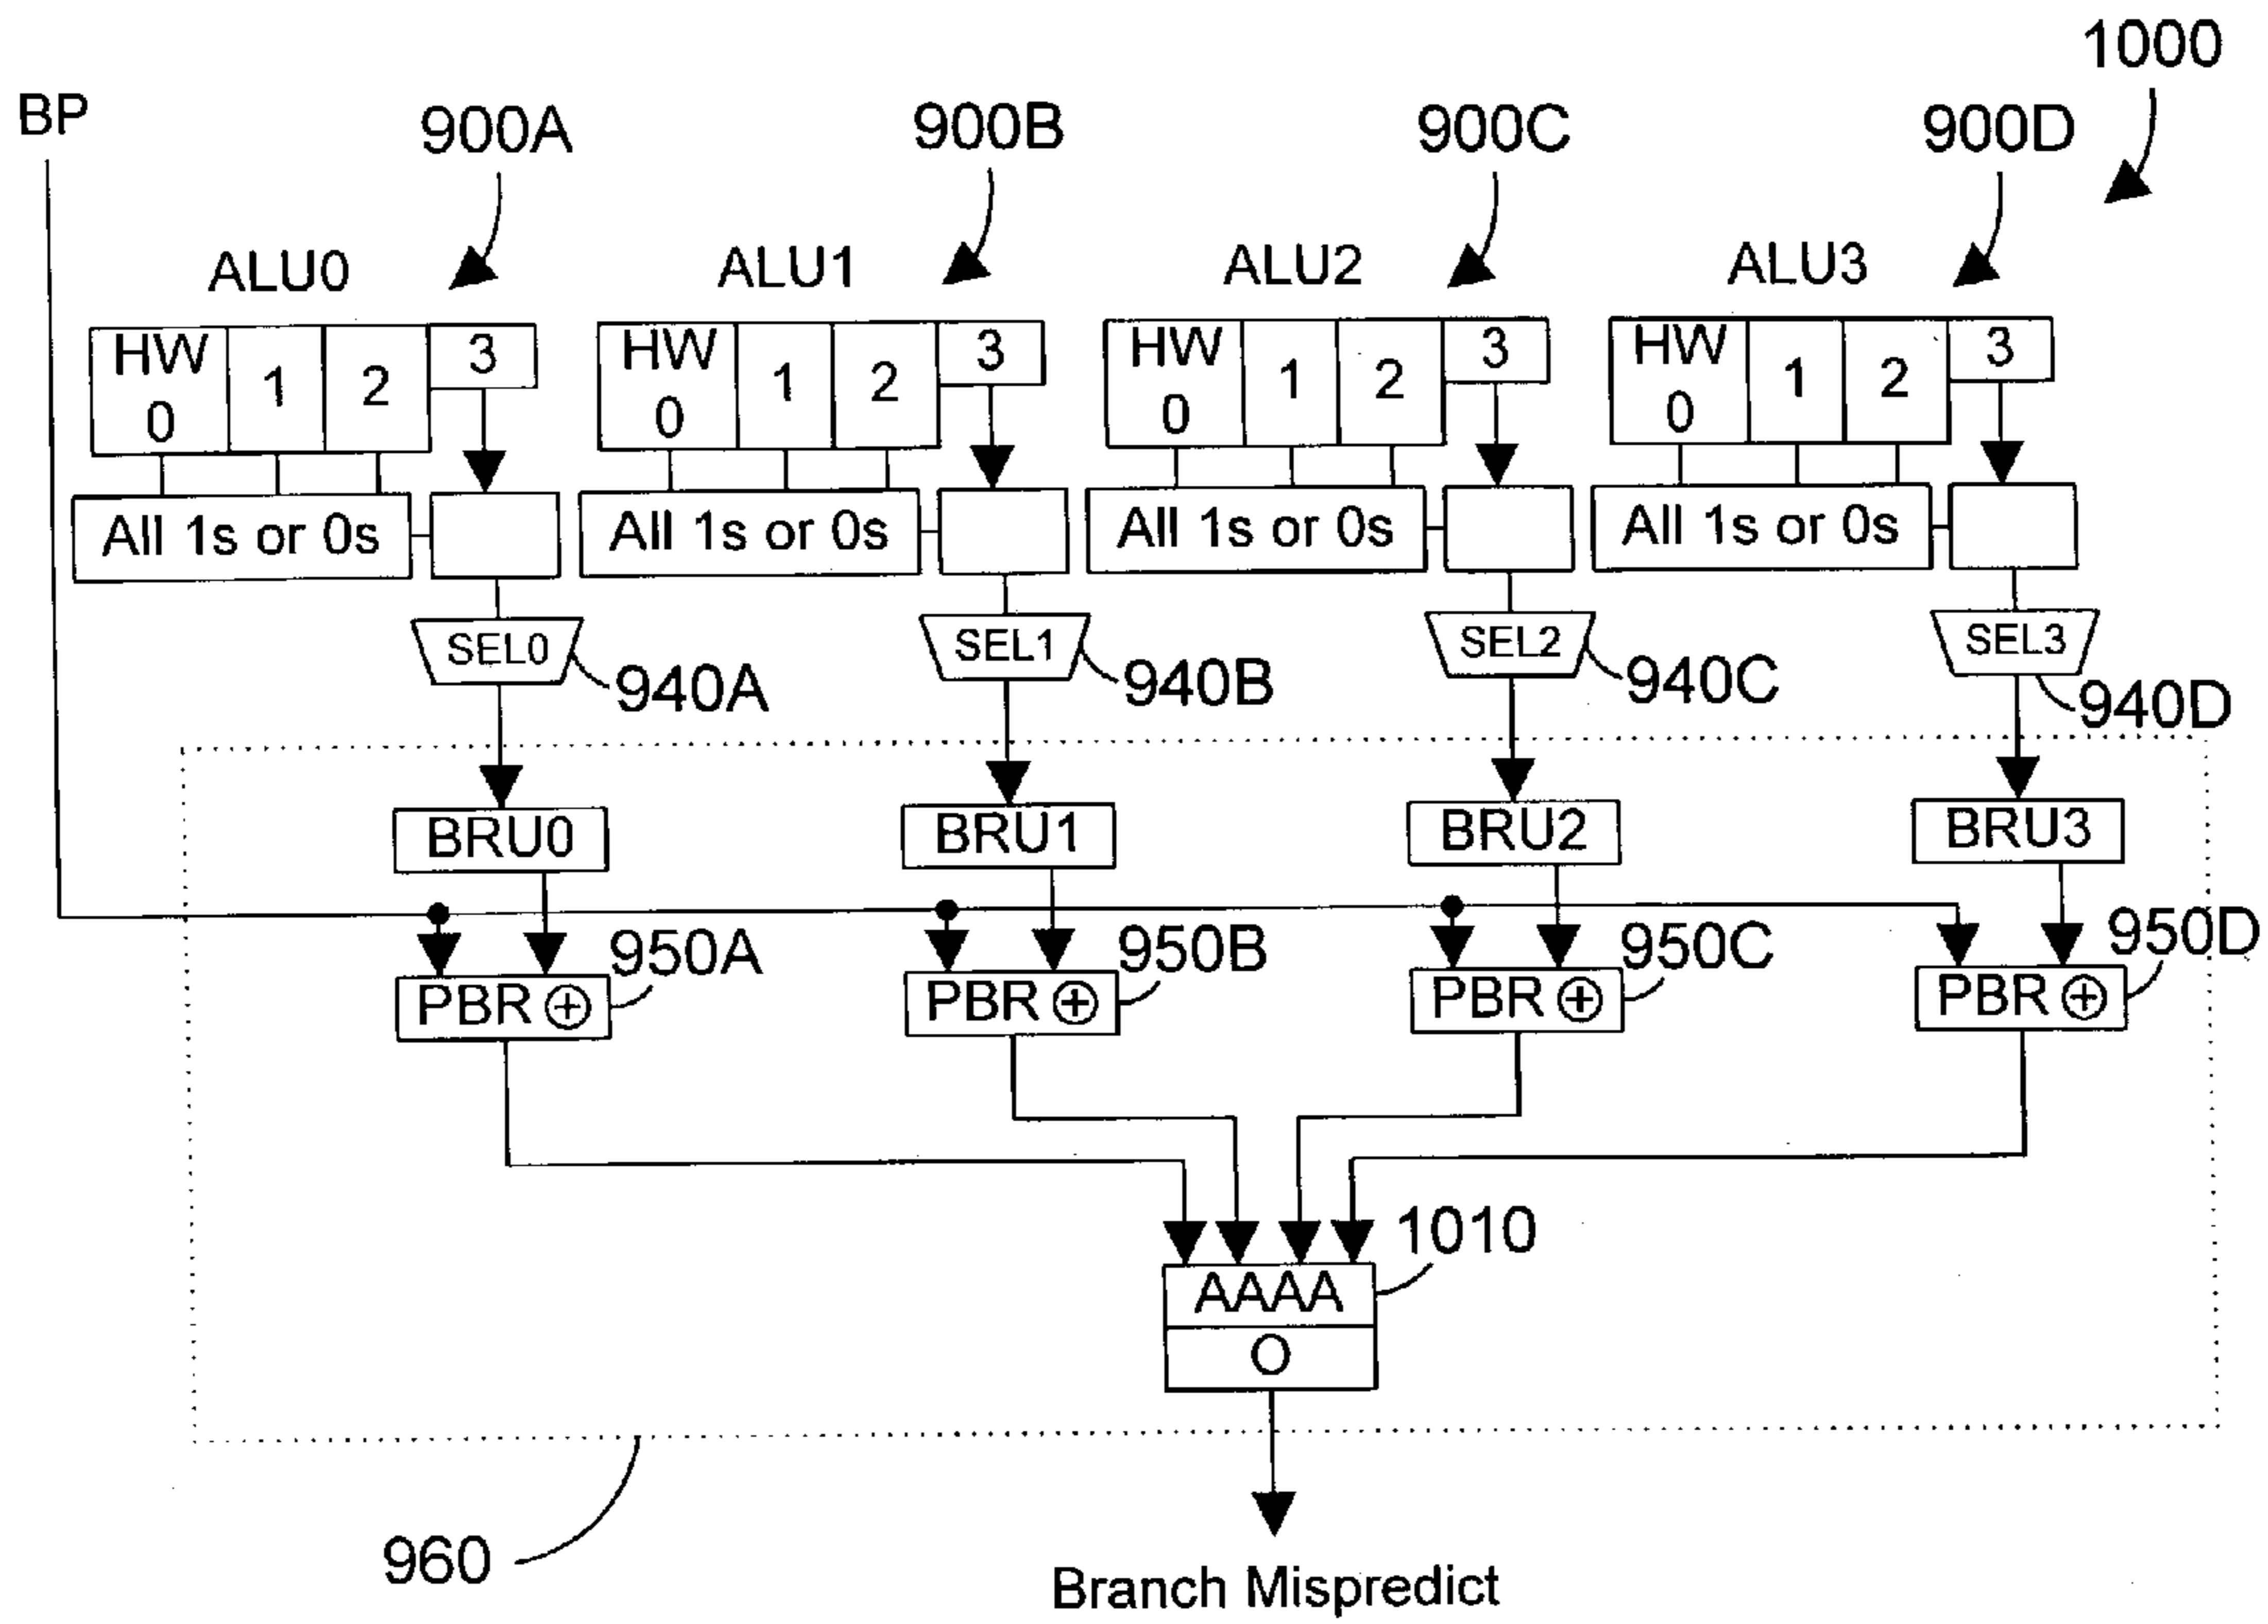 1000
BP
900A 900B 900C 900D
ALU0 ALU1 ALU2 ALU3
HW 0 1 2 3 HW 0 1 2 3 HW 0 1 2 3 HW 0 1 2 3
All 1s or 0s All 1s or 0s All 1s or 0s All 1s or 0s
SEL0 SEL1 SEL2 SEL3
940A 940B 940C 940D
BRU0 BRU1 BRU2 BRU3
950A 950B 950C 950D
PBR ⊕ PBR ⊕ PBR ⊕ PBR ⊕
1010
AAAA
O
960
Branch Mispredict